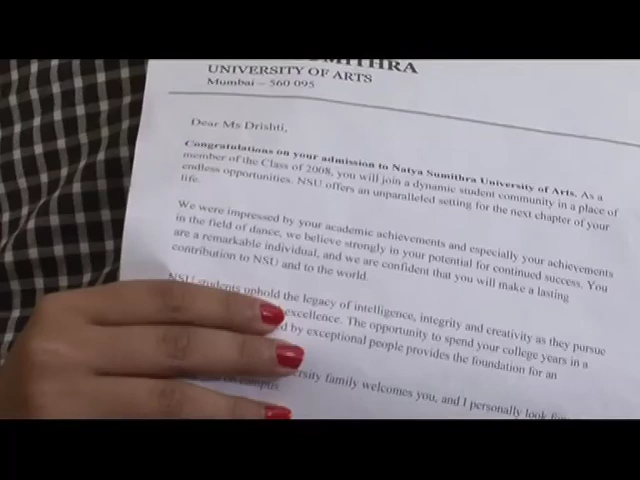 SUMITHRA
UNIVERSITY OF ARTS
Mumbai – 560 095
Dear Ms Drishti,
Congratulations on your admission to Natya Sumithra University of Arts. As a
member of the Class of 2008, you will join a dynamic student community in a place of
endless opportunities. NSU offers an unparalleled setting for the next chapter of your
life.
We were impressed by your academic achievements and especially your achievements
in the field of dance, we believe strongly in your potential for continued success. You
are a remarkable individual, and we are confident that you will make a lasting
contribution to NSU and to the world.
NSU students uphold the legacy of intelligence, integrity and creativity as they pursue
excellence. The opportunity to spend your college years in a
by exceptional people provides the foundation for an
family welcomes you, and I personally look
campus